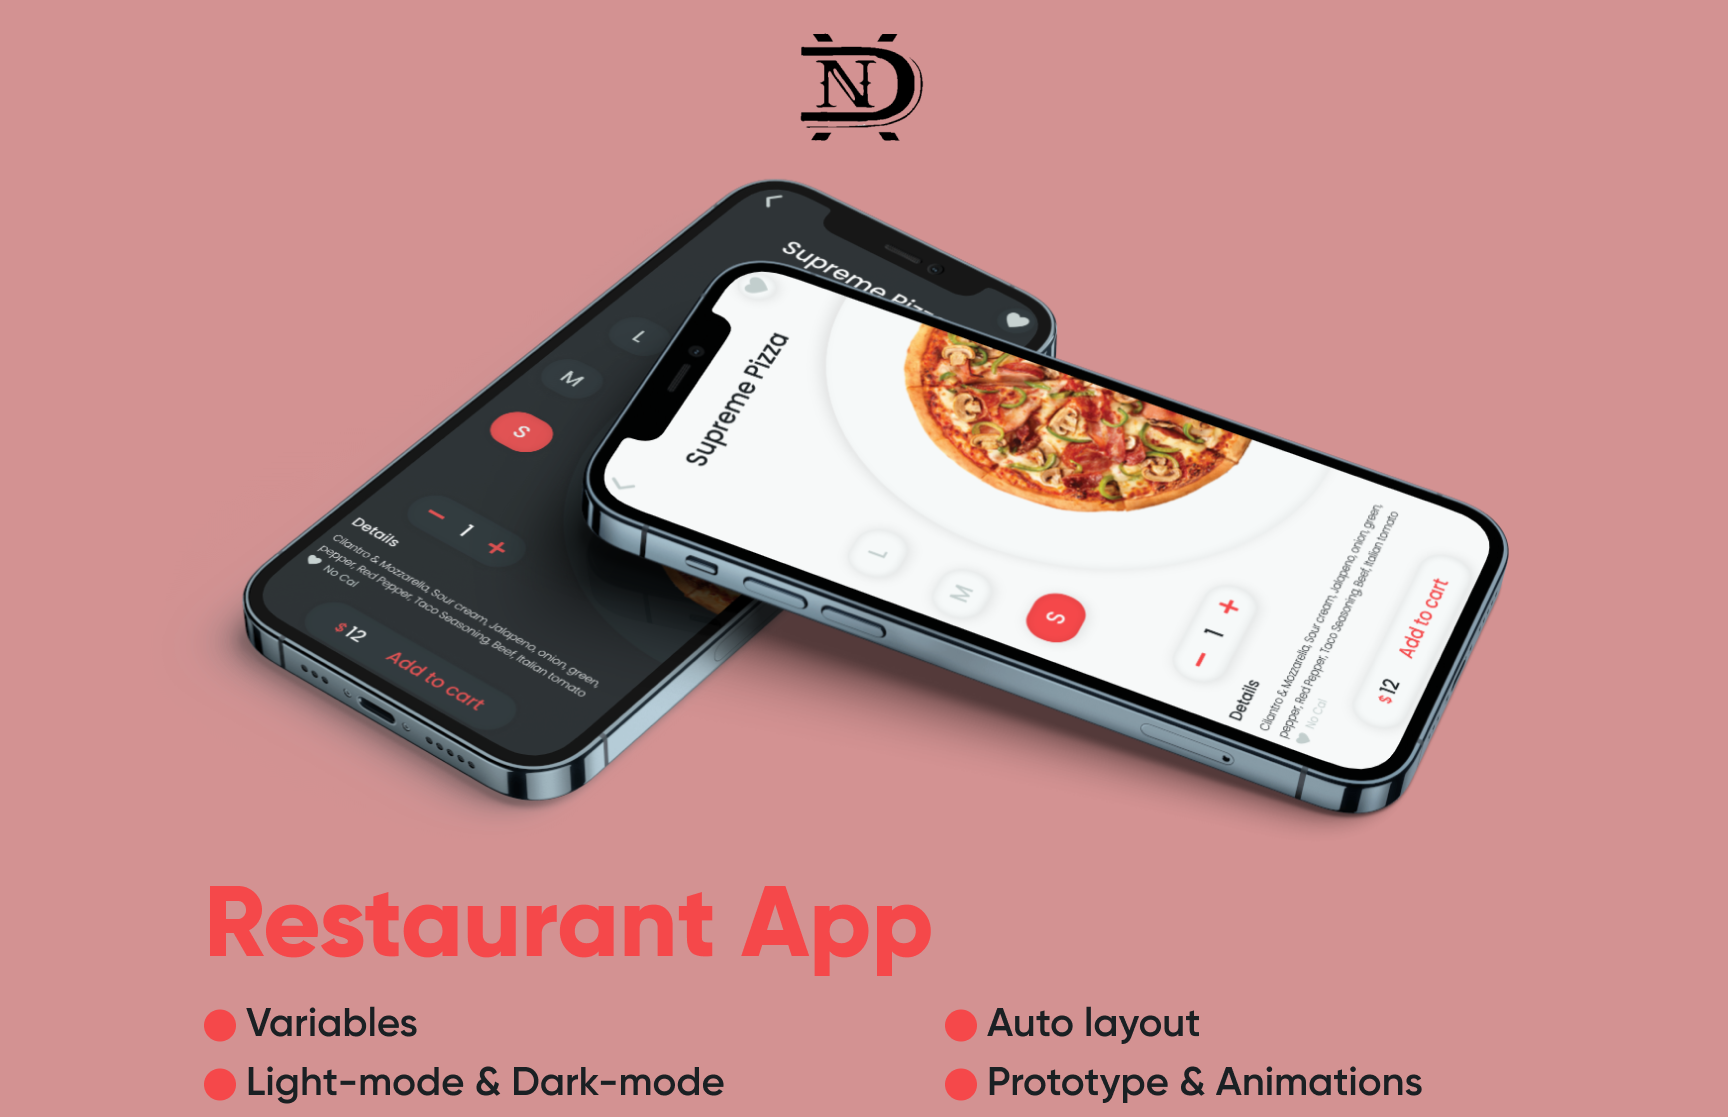 ND
Supreme Pizz
L
M
S
- 1 +
Details
Cilantro & Mozzarella, Sour cream, Jalapeno, onion, green,
pepper, Red Pepper, Taco Seasoning, Beef, Italian tomato
No Cal
$ 12 Add to cart
Supreme Pizza
L
M
S
- 1 +
Details
Cilantro & Mozzarella, Sour cream, Jalapeno, onion, green,
pepper, Red Pepper, Taco Seasoning, Beef, Italian tomato
No Cal
$ 12 Add to cart
Restaurant App
Variables
Auto layout
Light-mode & Dark-mode
Prototype & Animations